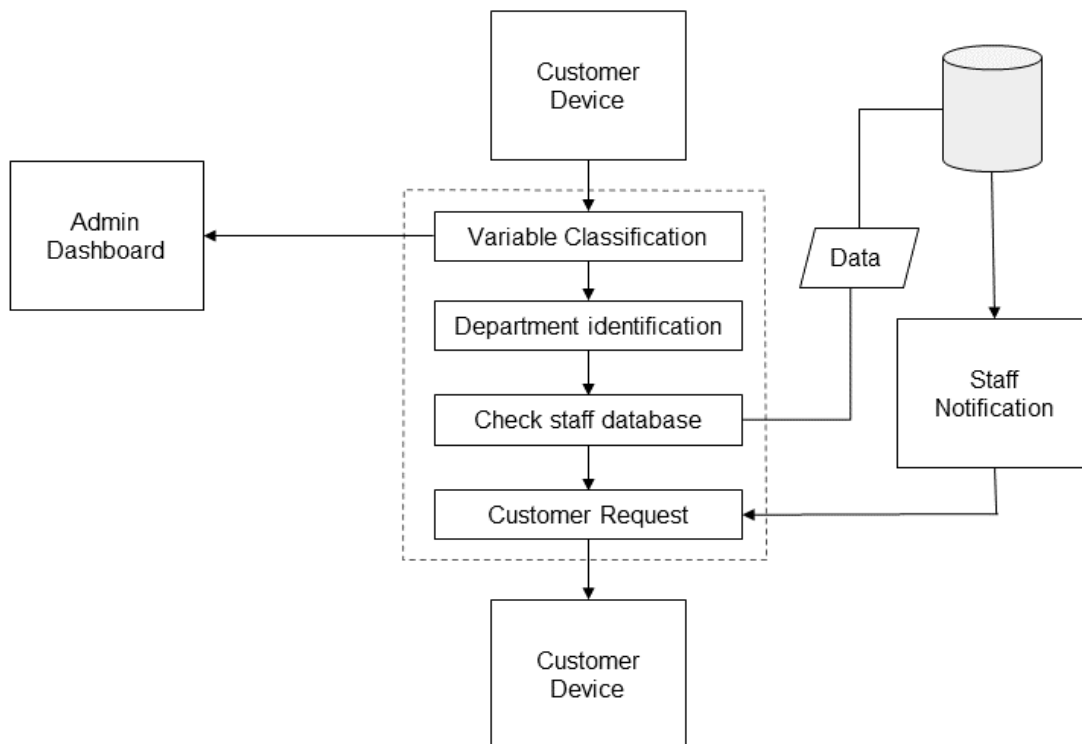 Customer
Device
Admin
Dashboard
Variable Classification
Data
Department identification
Staff
Notification
Check staff database
Customer Request
Customer
Device